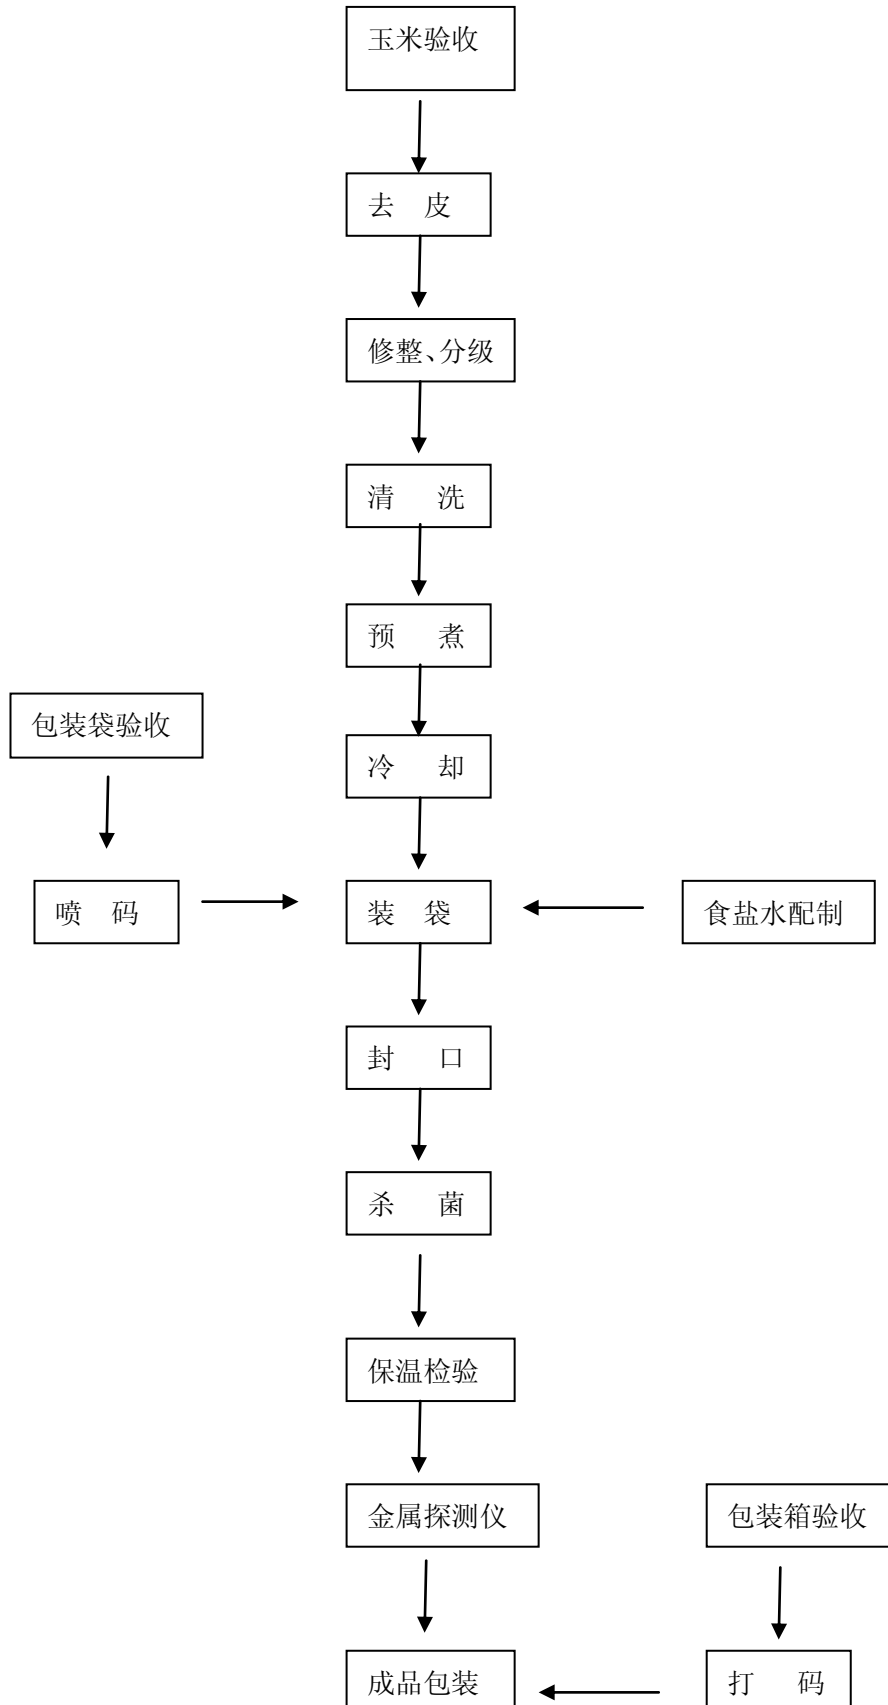 玉米验收
去 皮
修整、分级
清 洗
预 煮
包装袋验收
冷 却
喷 码
装 袋
食盐水配制
封 口
杀 菌
保温检验
金属探测仪
包装箱验收
成品包装
打 码